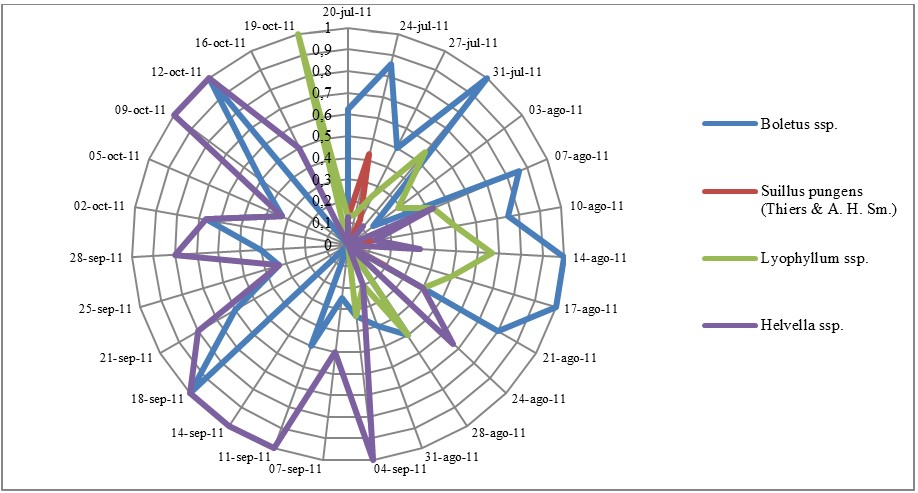 20-jul-11
24-jul-11
27-jul-11
31-jul-11
03-ago-11
07-ago-11
10-ago-11
14-ago-11
17-ago-11
21-ago-11
24-ago-11
28-ago-11
31-ago-11
04-sep-11
07-sep-11
11-sep-11
14-sep-11
18-sep-11
21-sep-11
25-sep-11
28-sep-11
02-oct-11
05-oct-11
09-oct-11
12-oct-11
16-oct-11
19-oct-11
1
0,9
0,8
0,7
0,6
0,5
0,4
0,3
0,2
0,1
0
Boletus ssp.
Suillus pungens
(Thiers & A. H. Sm.)
Lyophyllum ssp.
Helvella ssp.